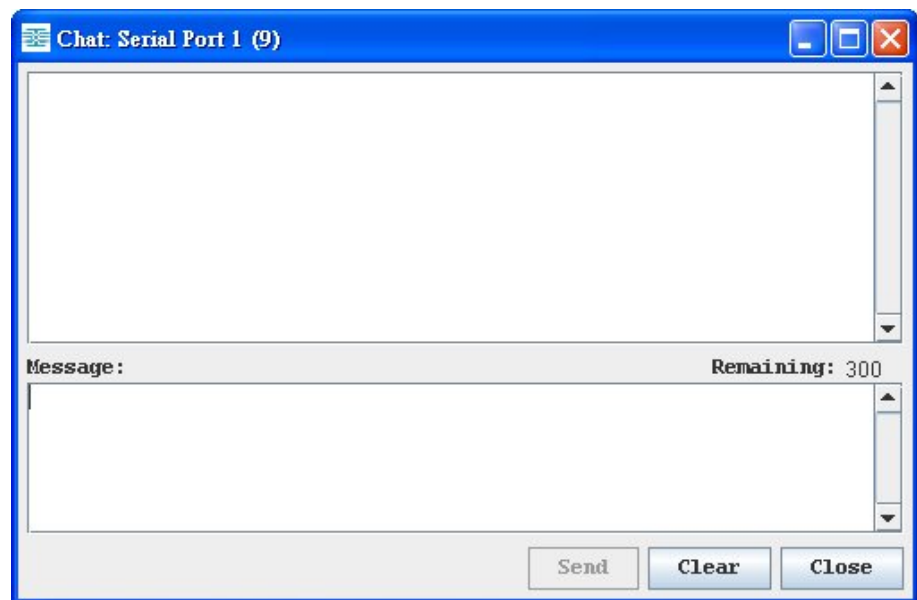 Chat: Serial Port 1 (9)
Message:
Remaining: 300
Send
Clear
Close